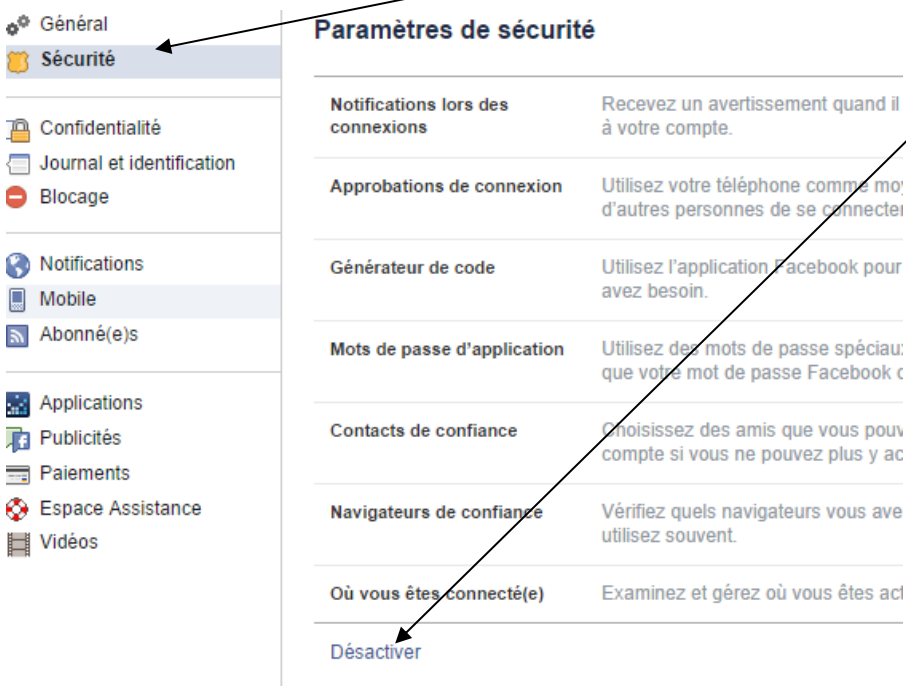 Général
Sécurité
Confidentialité
Journal et identification
Blocage
Notifications
Mobile
Abonné(e)s
Applications
Publicités
Paiements
Espace Assistance
Vidéos
Paramètres de sécurité
Notifications lors des
connexions
Recevez un avertissement quand il
à votre compte.
Approbations de connexion
Utilisez votre téléphone comme
d'autres personnes de se connecter
Générateur de code
Utilisez l'application Facebook pour
avez besoin.
Mots de passe d'application
Utilisez des mots de passe spéciaux
que votre mot de passe Facebook
Contacts de confiance
Choisissez des amis que vous
compte si vous ne pouvez plus y
Navigateurs de confiance
Vérifiez quels navigateurs vous
utilisez souvent.
Où vous êtes connecté(e)
Examinez et gérez où vous êtes
Désactiver